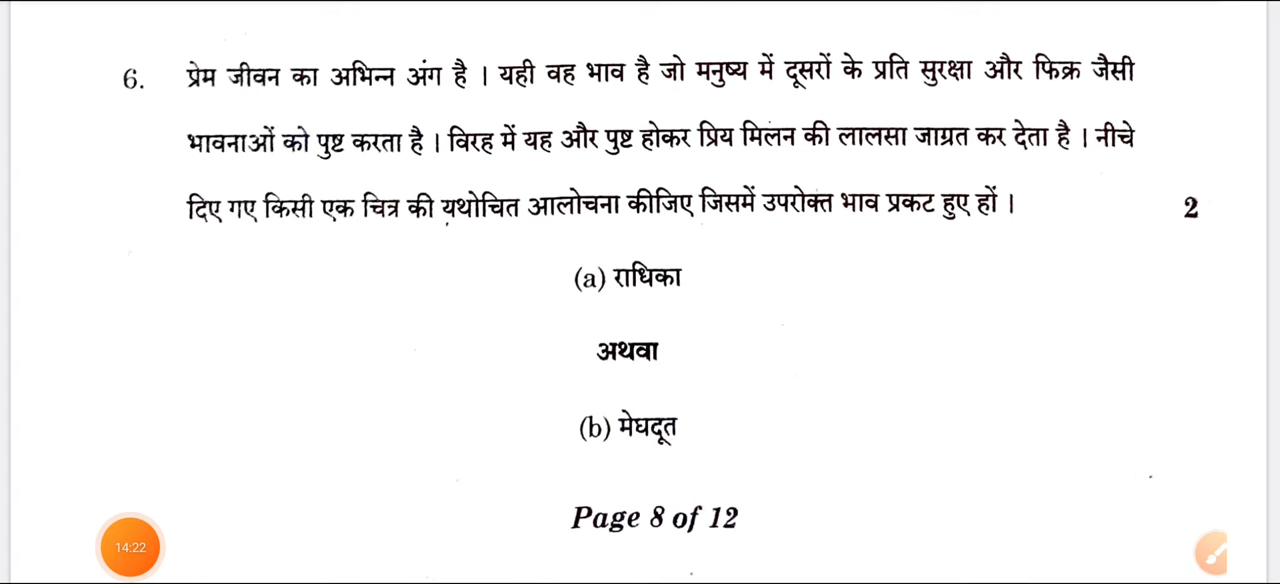 6. प्रेम जीवन का अभिन्न अंग है । यही वह भाव है जो मनुष्य में दूसरों के प्रति सुरक्षा और फिक्र जैसी
भावनाओं को पुष्ट करता है । विरह में यह और पुष्ट होकर प्रिय मिलन की लालसा जाग्रत कर देता है । नीचे
दिए गए किसी एक चित्र की यथोचित आलोचना कीजिए जिसमें उपरोक्त भाव प्रकट हुए हों । 2
(a) राधिका
अथवा
(b) मेघदूत
Page 8 of 12
14:22